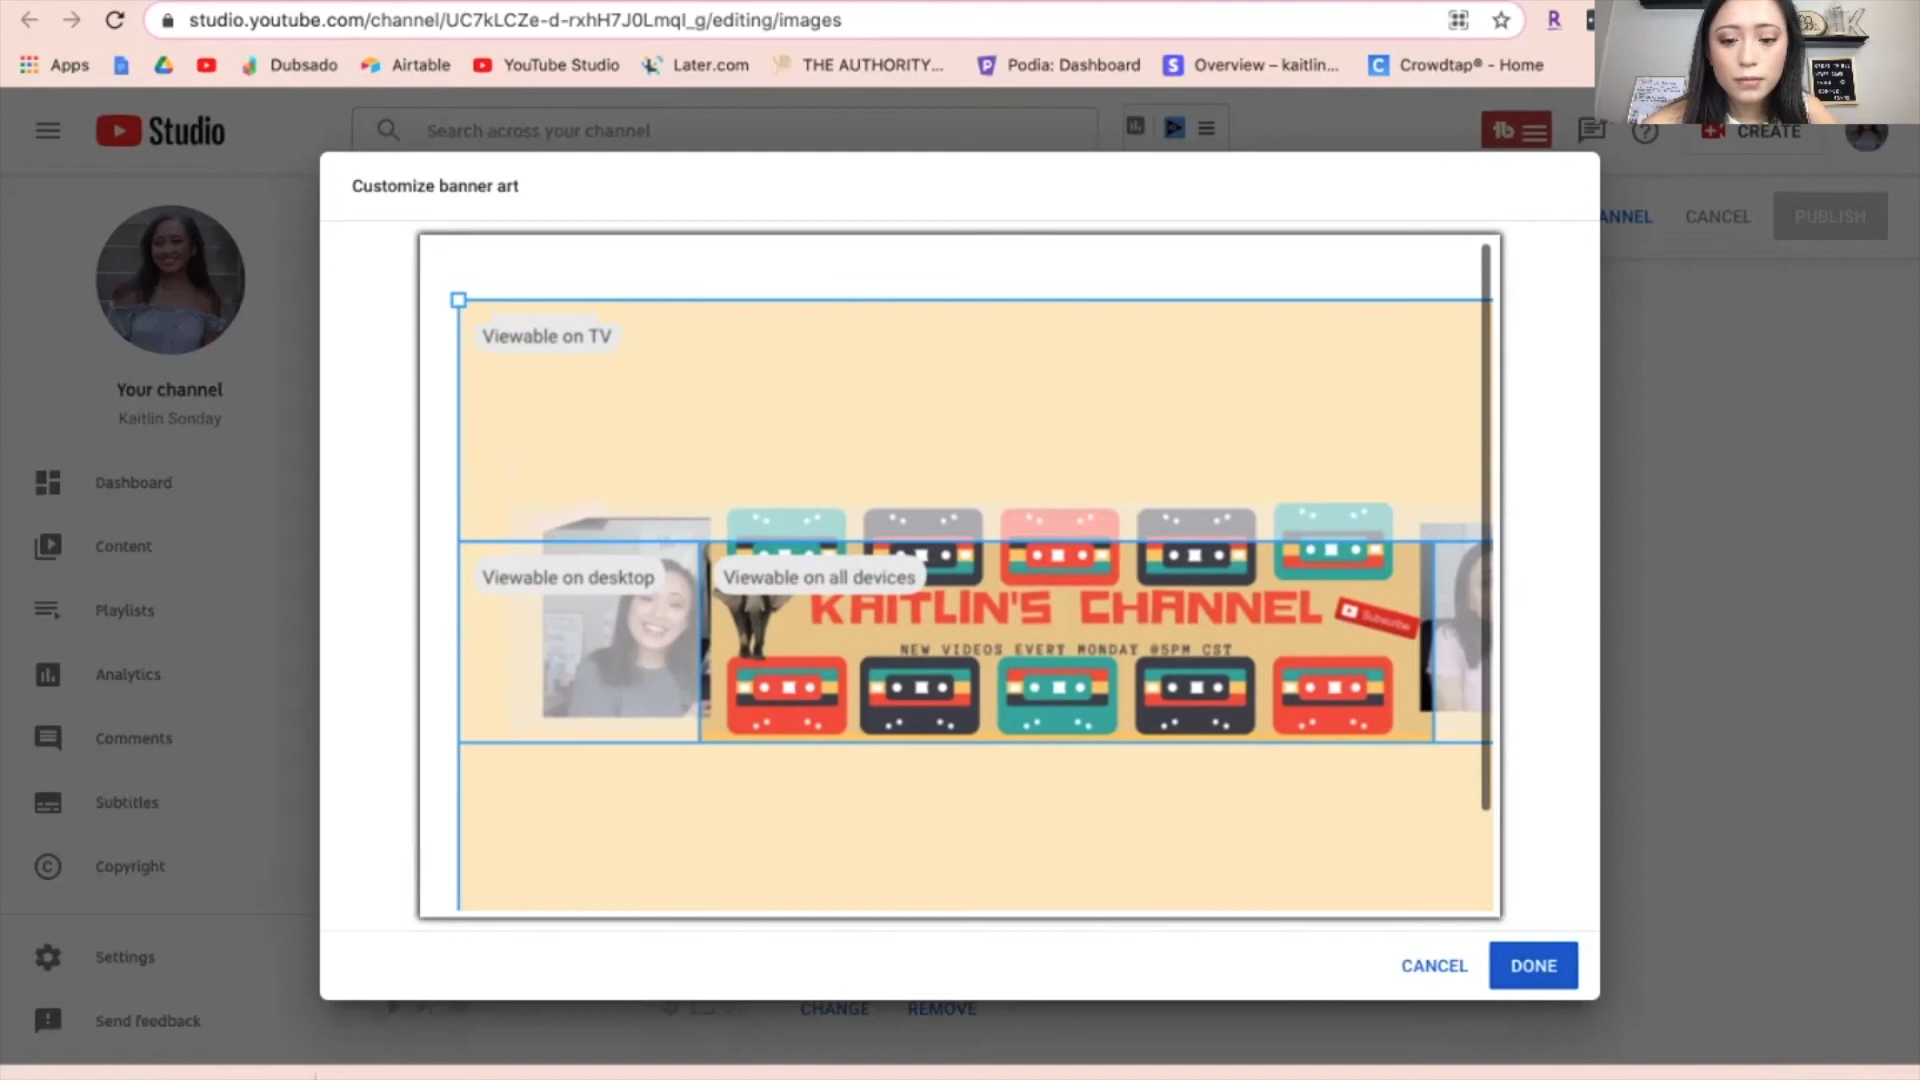 studio.youtube.com/channel/UC7kLCZe-d-rxhH7J0LmqI_g/editing/images
Apps Dubsado Airtable YouTube Studio Later.com THE AUTHORITY... Podia: Dashboard Overview – kaitlin... Crowdtap® - Home
Studio
Search across your channel
CREATE
Customize banner art
ANNEL CANCEL PUBLISH
Viewable on TV
Your channel
Kaitlin Sonday
Dashboard
Content
Viewable on desktop
Viewable on all devices
KAITLIN'S CHANNEL
Subscribe
NEW VIDEOS EVERY MONDAY @5PM CST
Playlists
Analytics
Comments
Subtitles
Copyright
Settings
Send feedback
CANCEL DONE
CHANGE REMOVE